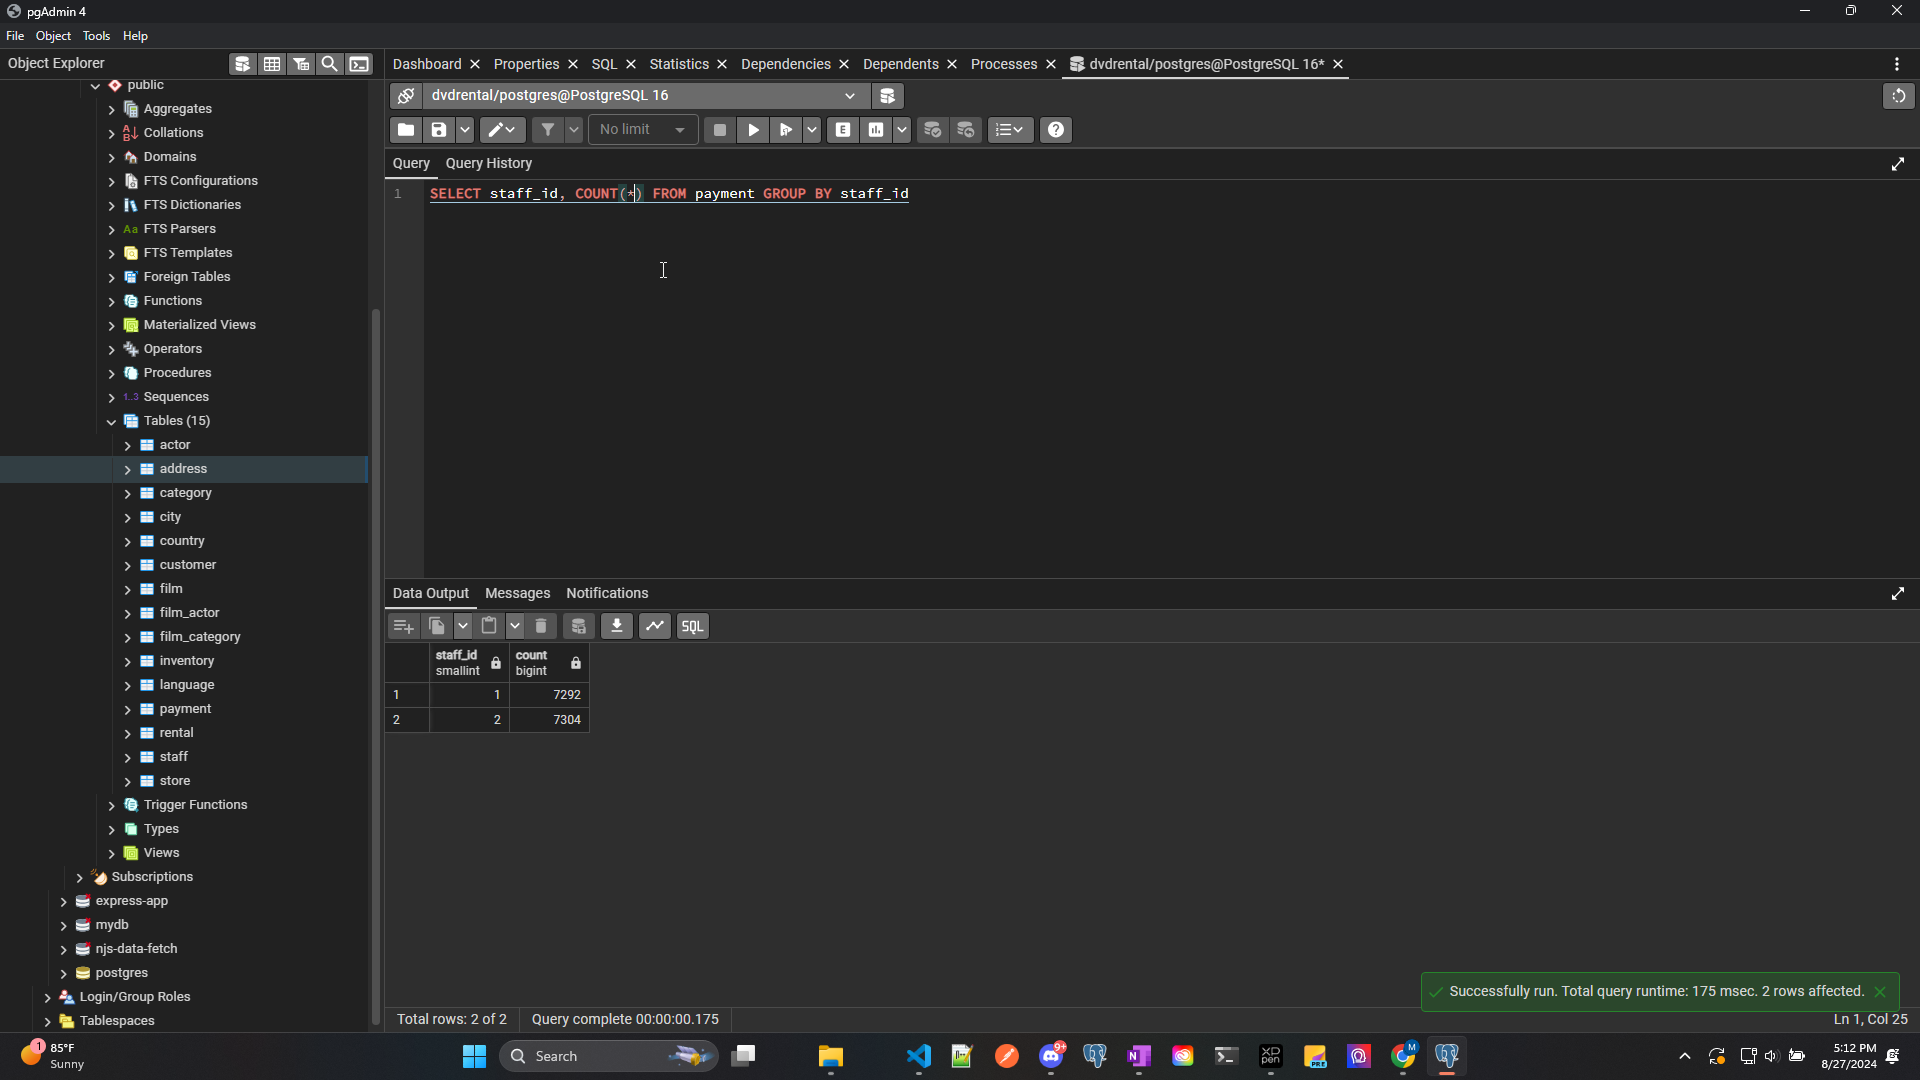 pgAdmin 4
File Object Tools Help
Object Explorer
Dashboard Properties SQL Statistics Dependencies Dependents Processes dvdrental/postgres@PostgreSQL 16*
public
Aggregates
Collations
Domains
FTS Configurations
FTS Dictionaries
FTS Parsers
FTS Templates
Foreign Tables
Functions
Materialized Views
Operators
Procedures
1..3 Sequences
Tables (15)
actor
address
category
city
country
customer
film
film_actor
film_category
inventory
language
payment
rental
staff
store
Trigger Functions
Types
Views
Subscriptions
express-app
mydb
njs-data-fetch
postgres
Login/Group Roles
Tablespaces
dvdrental/postgres@PostgreSQL 16
No limit
E
Query Query History
1 SELECT staff_id, COUNT(*) FROM payment GROUP BY staff_id
Data Output Messages Notifications
SQL
staff_id smallint
count bigint
1 1 7292
2 2 7304
Successfully run. Total query runtime: 175 msec. 2 rows affected.
Total rows: 2 of 2 Query complete 00:00:00.175 Ln 1, Col 25
1 85°F
Sunny
Search
9+
XP pen
PRE
M
5:12 PM
8/27/2024